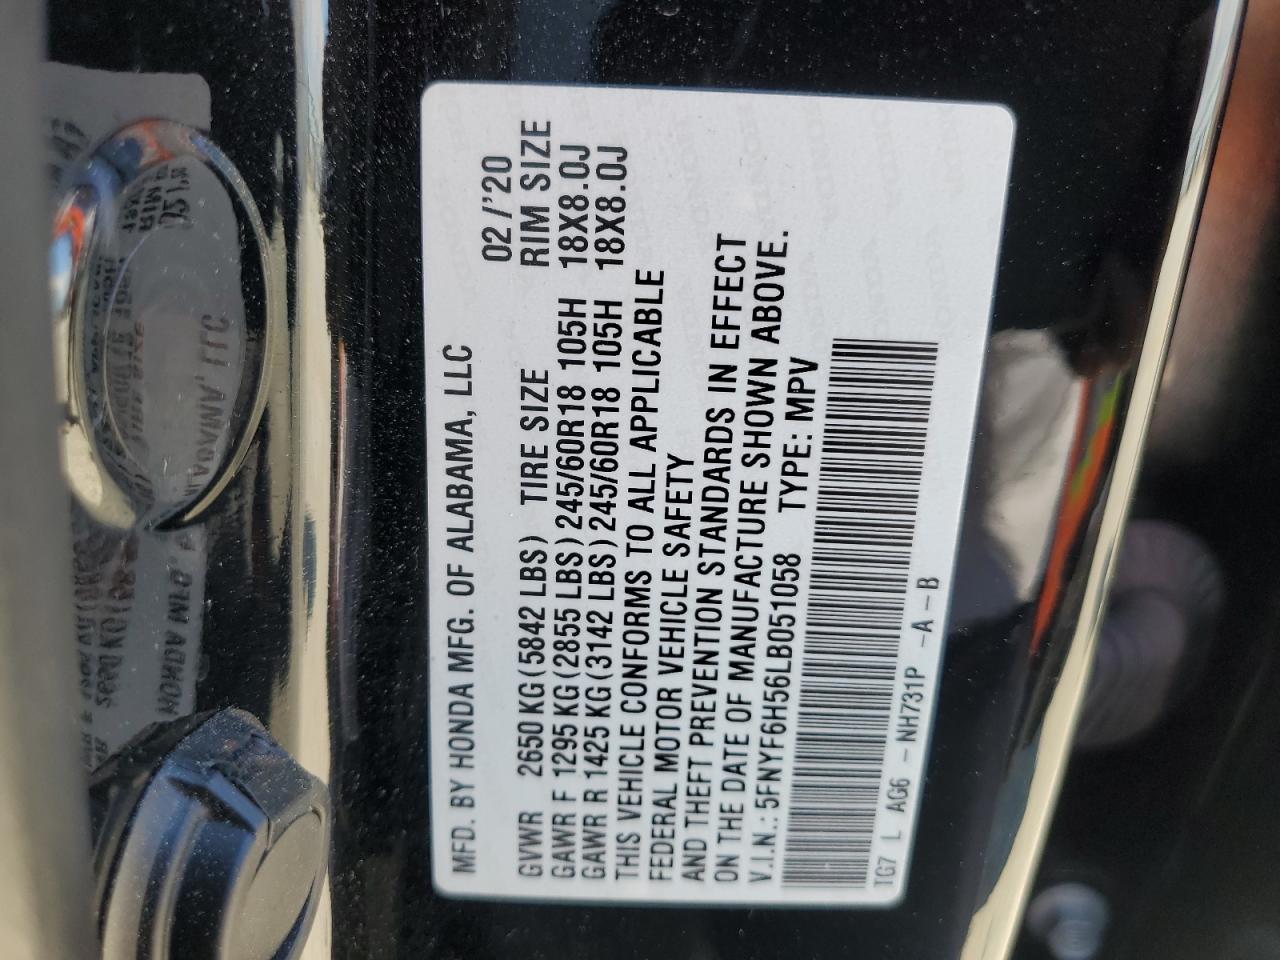 MFD. BY HONDA MFG. OF ALABAMA, LLC
02/'20
GVWR 2650 KG (5842 LBS) TIRE SIZE RIM SIZE
GAWR F 1295 KG (2855 LBS) 245/60R18 105H 18X8.0J
GAWR R 1425 KG (3142 LBS) 245/60R18 105H 18X8.0J
THIS VEHICLE CONFORMS TO ALL APPLICABLE
FEDERAL MOTOR VEHICLE SAFETY
AND THEFT PREVENTION STANDARDS IN EFFECT
ON THE DATE OF MANUFACTURE SHOWN ABOVE.
V.I.N.: 5FNYF6H56LB051058 TYPE: MPV
TG7 L AG6 - NH731P -A-B